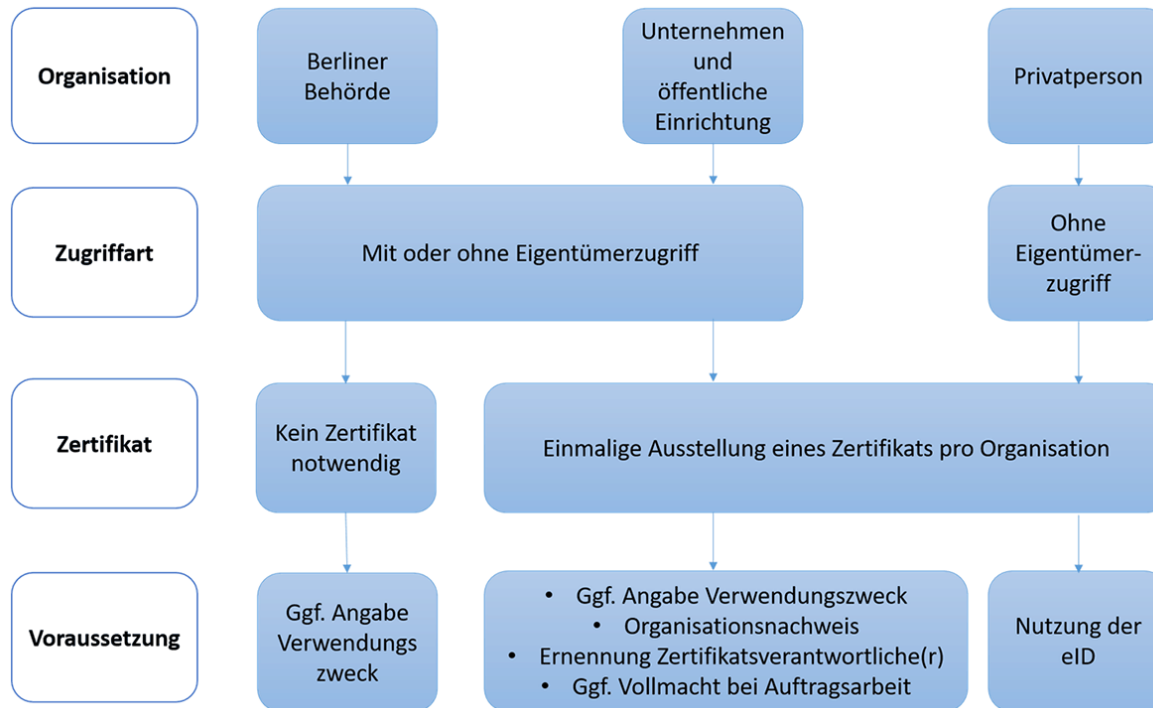 Organisation
Berliner
Behörde
Unternehmen
und
öffentliche
Einrichtung
Privatperson
Zugriffart
Mit oder ohne Eigentümerzugriff
Ohne
Eigentümer-
zugriff
Zertifikat
Kein Zertifikat
notwendig
Einmalige Ausstellung eines Zertifikats pro Organisation
Voraussetzung
Ggf. Angabe
Verwendungs
zweck
• Ggf. Angabe Verwendungszweck
• Organisationsnachweis
• Ernennung Zertifikatsverantwortliche(r)
• Ggf. Vollmacht bei Auftragsarbeit
Nutzung der
eID